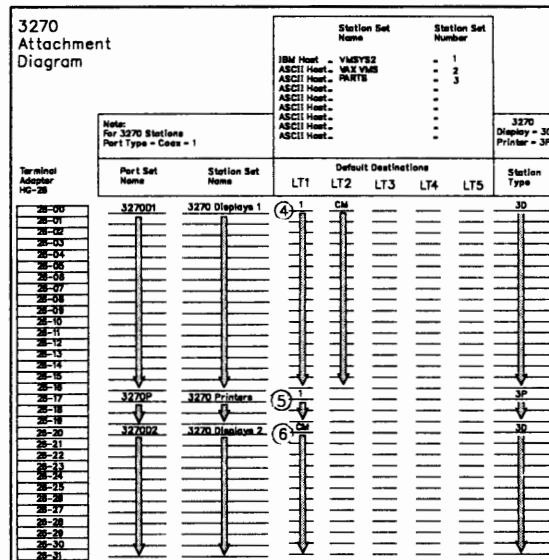 3270
Attachment
Diagram
Station Set Name
Station Set Number
IBM Host - VMSYS2 - 1
ASCII Host - VAX VMS - 2
ASCII Host - PARTS - 3
ASCII Host - -
ASCII Host - -
ASCII Host - -
ASCII Host - -
ASCII Host - -
Note:
For 3270 Stations
Port Type - Coax - 1
3270
Display = 3D
Printer = 3P
Terminal Adapter HG-28
Port Set Name
Station Set Name
Default Destinations
LT1 LT2 LT3 LT4 LT5
Station Type
28-00 3270D1 3270 Displays 1 4 1 CM 3D
28-01
28-02
28-03
28-04
28-05
28-06
28-07
28-08
28-09
28-10
28-11
28-12
28-13
28-14
28-15
28-16
28-17 3270P 3270 Printers 5 1 3P
28-18
28-19
28-20 3270D2 3270 Displays 2 6 CM 3D
28-21
28-22
28-23
28-24
28-25
28-26
28-27
28-28
28-29
28-30
28-31